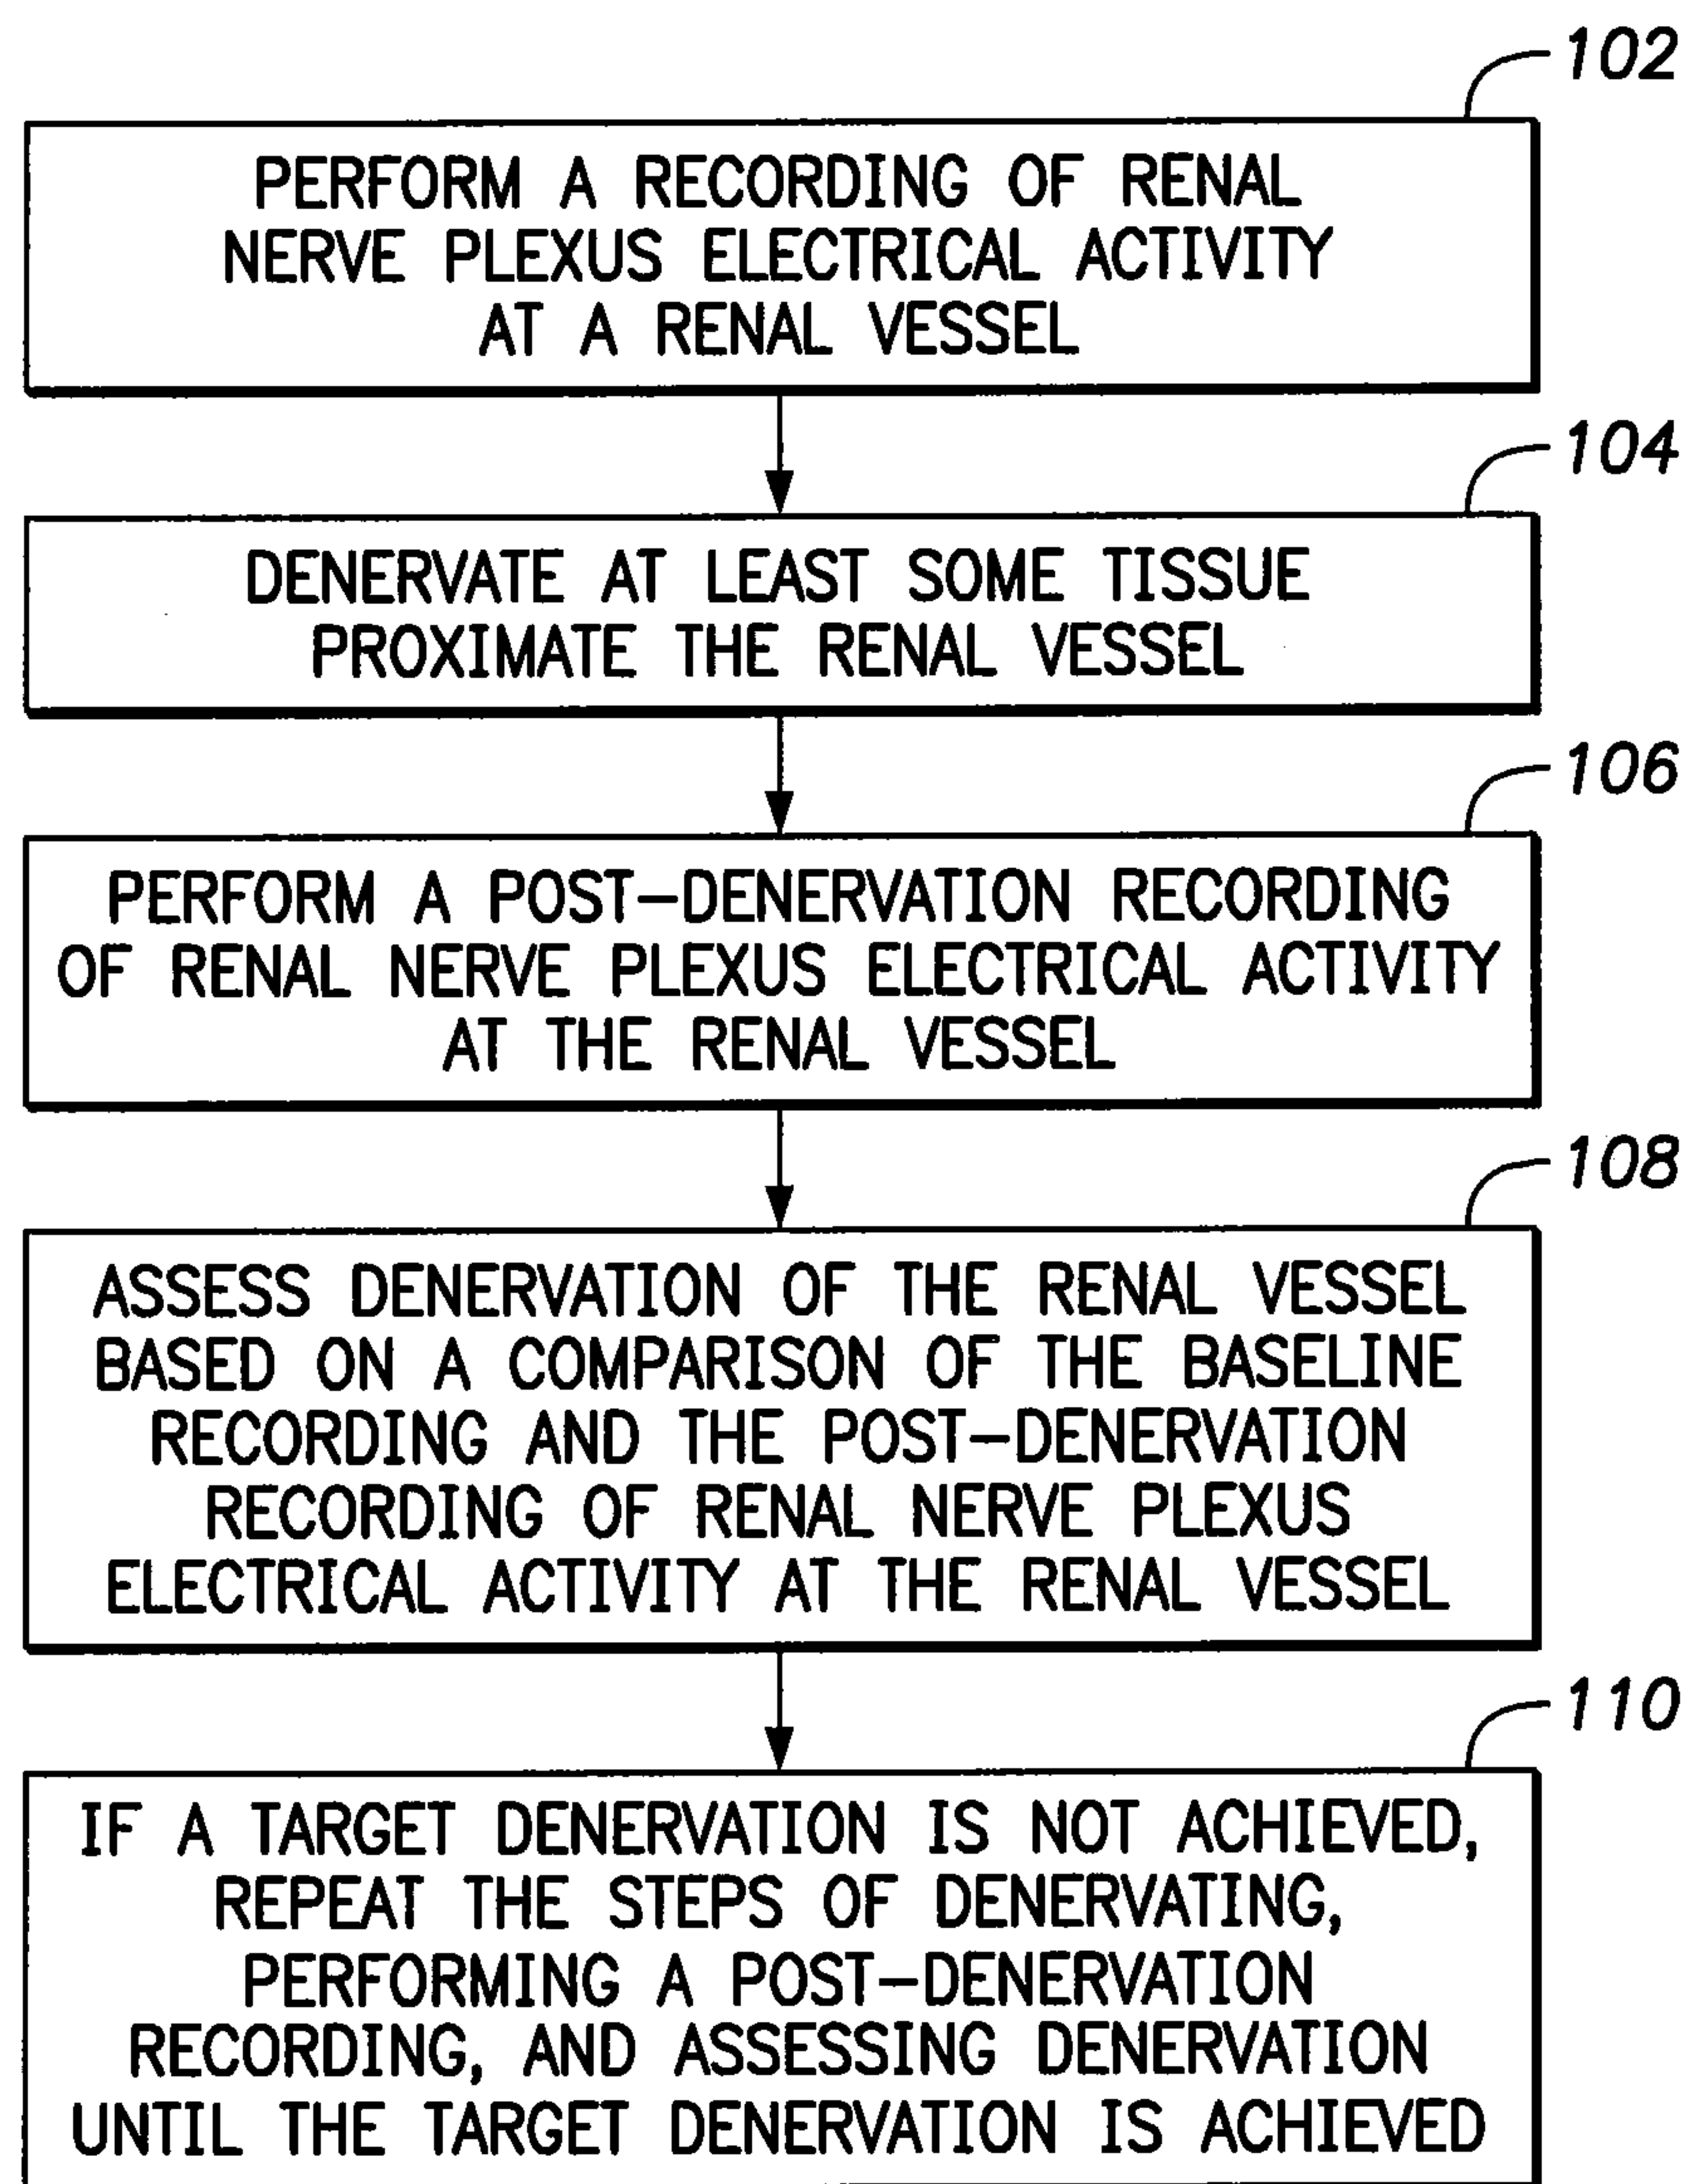 102
PERFORM A RECORDING OF RENAL
NERVE PLEXUS ELECTRICAL ACTIVITY
AT A RENAL VESSEL
104
DENERVATE AT LEAST SOME TISSUE
PROXIMATE THE RENAL VESSEL
106
PERFORM A POST-DENERVATION RECORDING
OF RENAL NERVE PLEXUS ELECTRICAL ACTIVITY
AT THE RENAL VESSEL
108
ASSESS DENERVATION OF THE RENAL VESSEL
BASED ON A COMPARISON OF THE BASELINE
RECORDING AND THE POST-DENERVATION
RECORDING OF RENAL NERVE PLEXUS
ELECTRICAL ACTIVITY AT THE RENAL VESSEL
110
IF A TARGET DENERVATION IS NOT ACHIEVED,
REPEAT THE STEPS OF DENERVATING,
PERFORMING A POST-DENERVATION
RECORDING, AND ASSESSING DENERVATION
UNTIL THE TARGET DENERVATION IS ACHIEVED